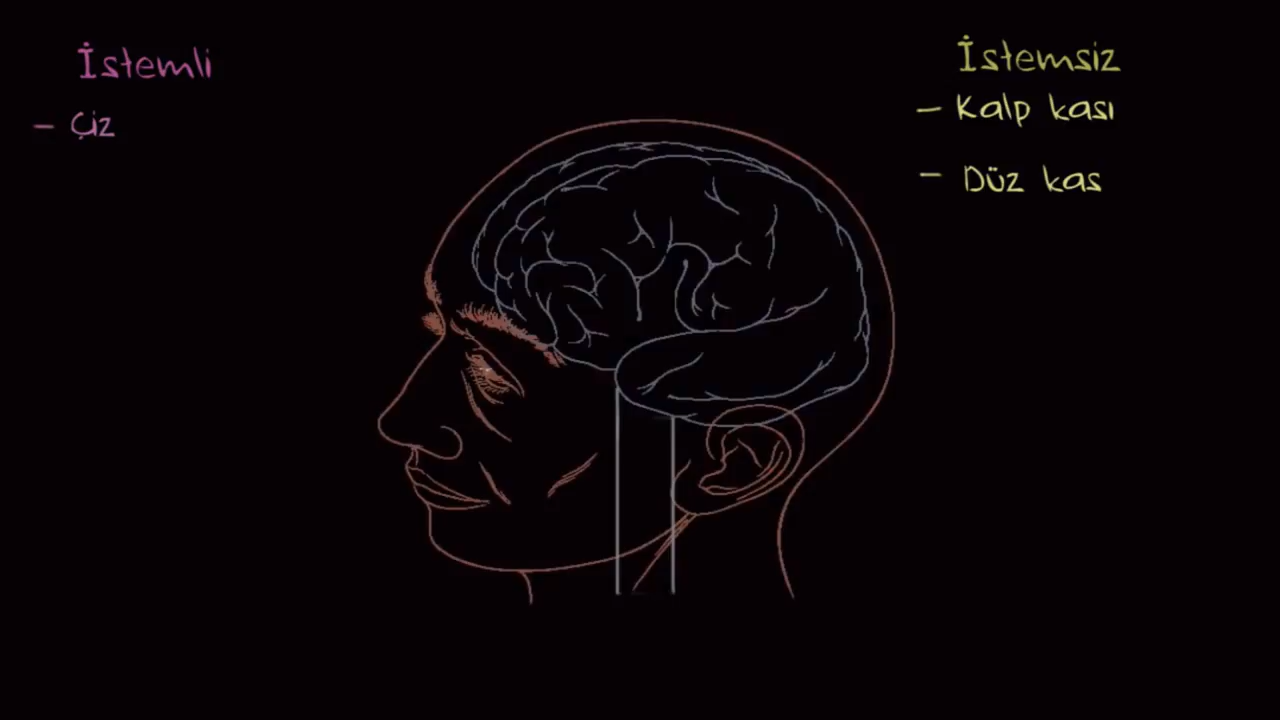 İstemli
- Çiz
İstemsiz
- Kalp kası
- Düz kas